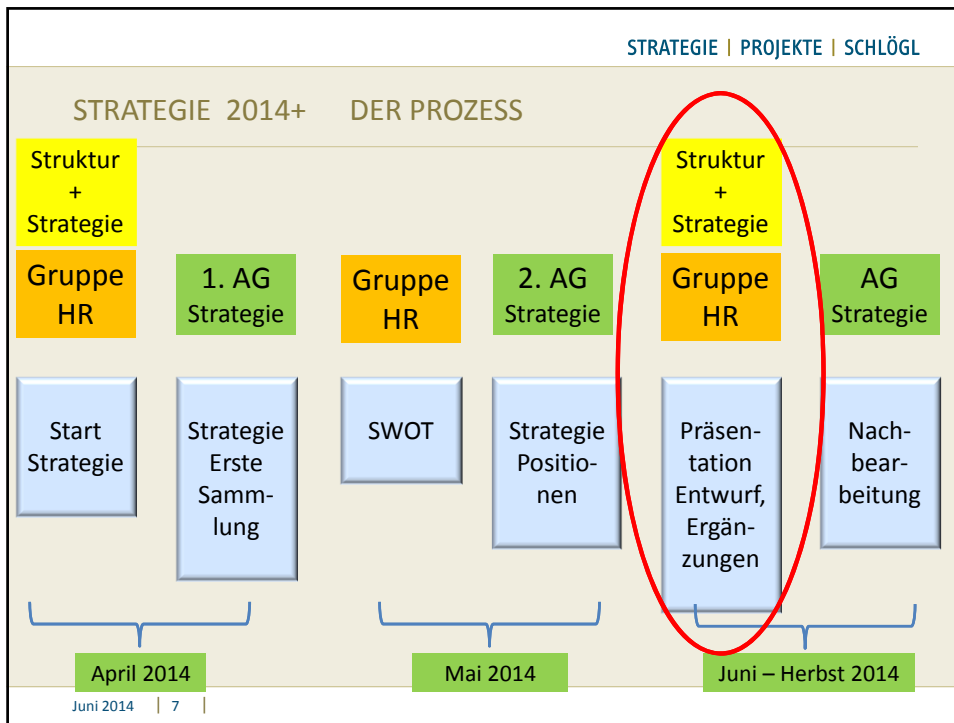 STRATEGIE | PROJEKTE | SCHLÖGL
STRATEGIE 2014+ DER PROZESS
Struktur
+
Strategie
Gruppe
HR
Start
Strategie
1. AG
Strategie
Strategie
Erste
Samm-
lung
Gruppe
HR
SWOT
2. AG
Strategie
Strategie
Positio-
nen
Struktur
+
Strategie
Gruppe
HR
Präsen-
tation
Entwurf,
Ergän-
zungen
AG
Strategie
Nach-
bear-
beitung
April 2014
Mai 2014
Juni – Herbst 2014
Juni 2014 | 7 |